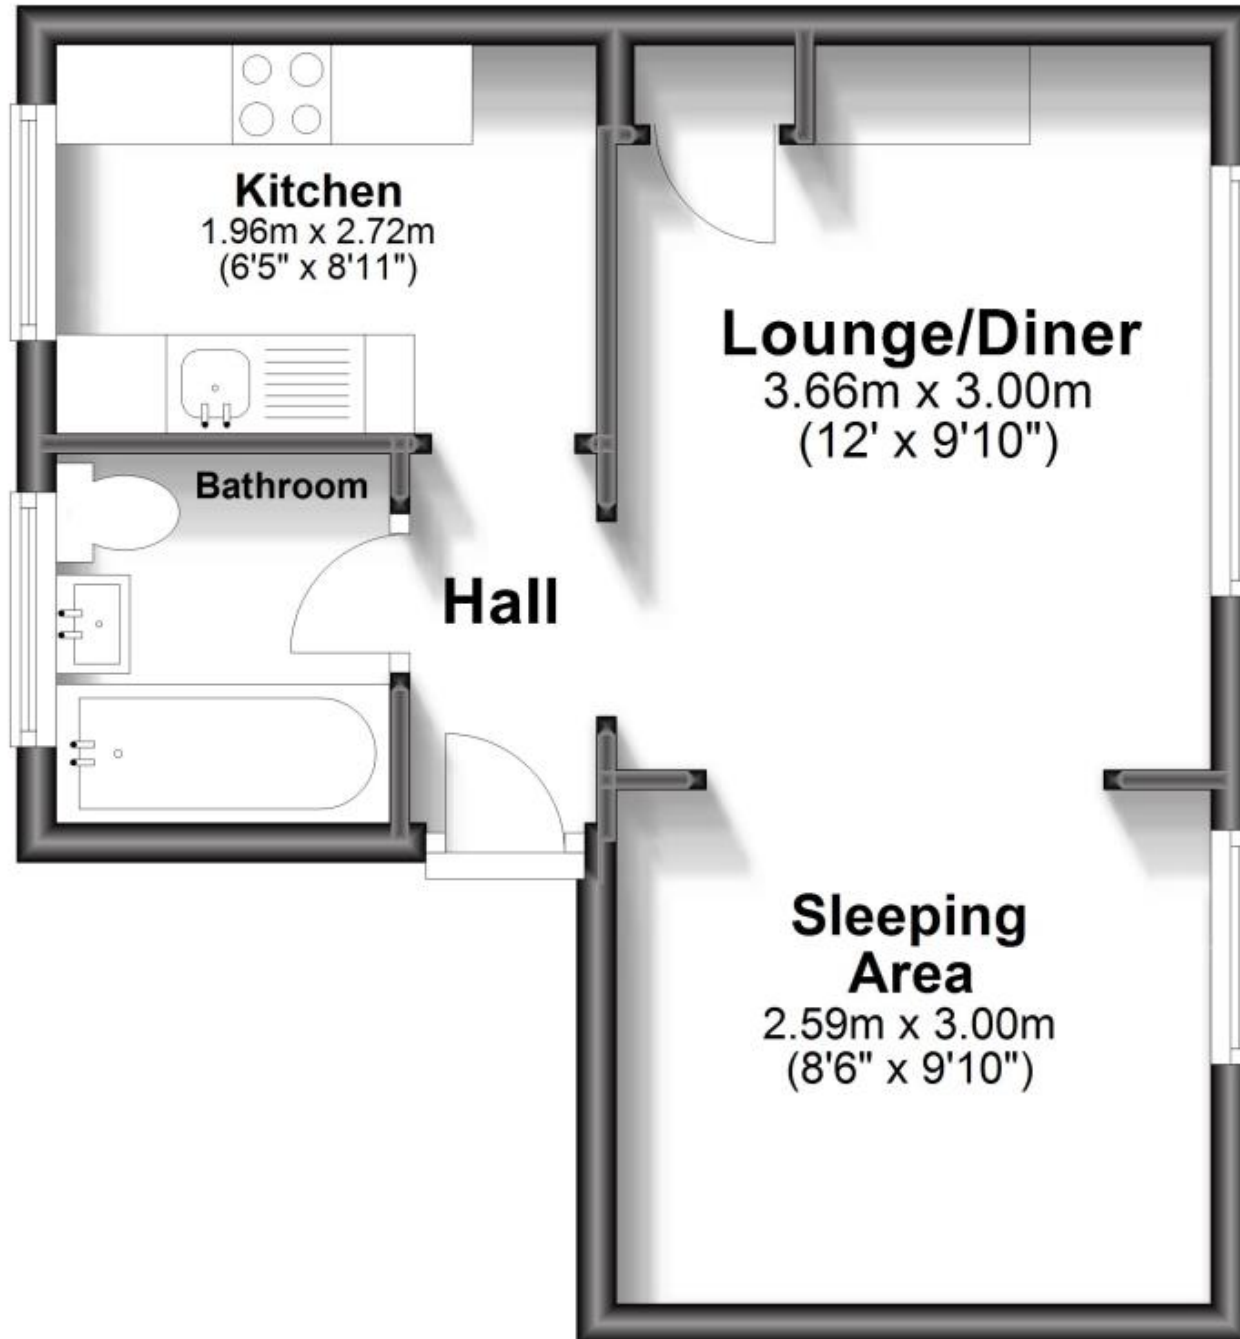 Kitchen
1.96m x 2.72m
(6'5" x 8'11")
Lounge/Diner
3.66m x 3.00m
(12' x 9'10")
Bathroom
Hall
Sleeping
Area
2.59m x 3.00m
(8'6" x 9'10")